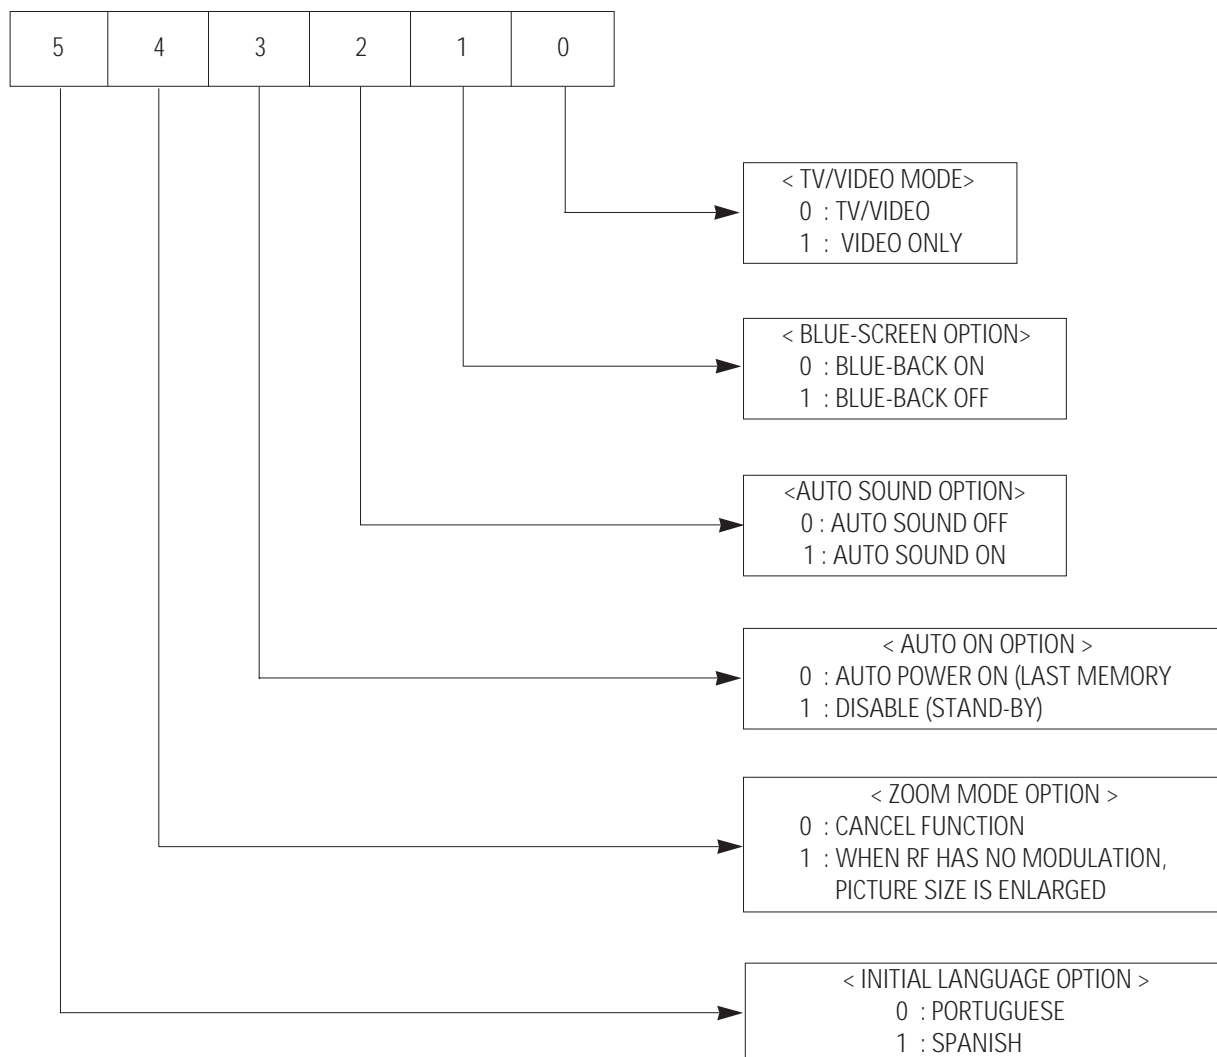 5 4 3 2 1 0
< TV/VIDEO MODE>
0 : TV/VIDEO
1 : VIDEO ONLY
< BLUE-SCREEN OPTION>
0 : BLUE-BACK ON
1 : BLUE-BACK OFF
<AUTO SOUND OPTION>
0 : AUTO SOUND OFF
1 : AUTO SOUND ON
< AUTO ON OPTION >
0 : AUTO POWER ON (LAST MEMORY
1 : DISABLE (STAND-BY)
< ZOOM MODE OPTION >
0 : CANCEL FUNCTION
1 : WHEN RF HAS NO MODULATION,
PICTURE SIZE IS ENLARGED
< INITIAL LANGUAGE OPTION >
0 : PORTUGUESE
1 : SPANISH